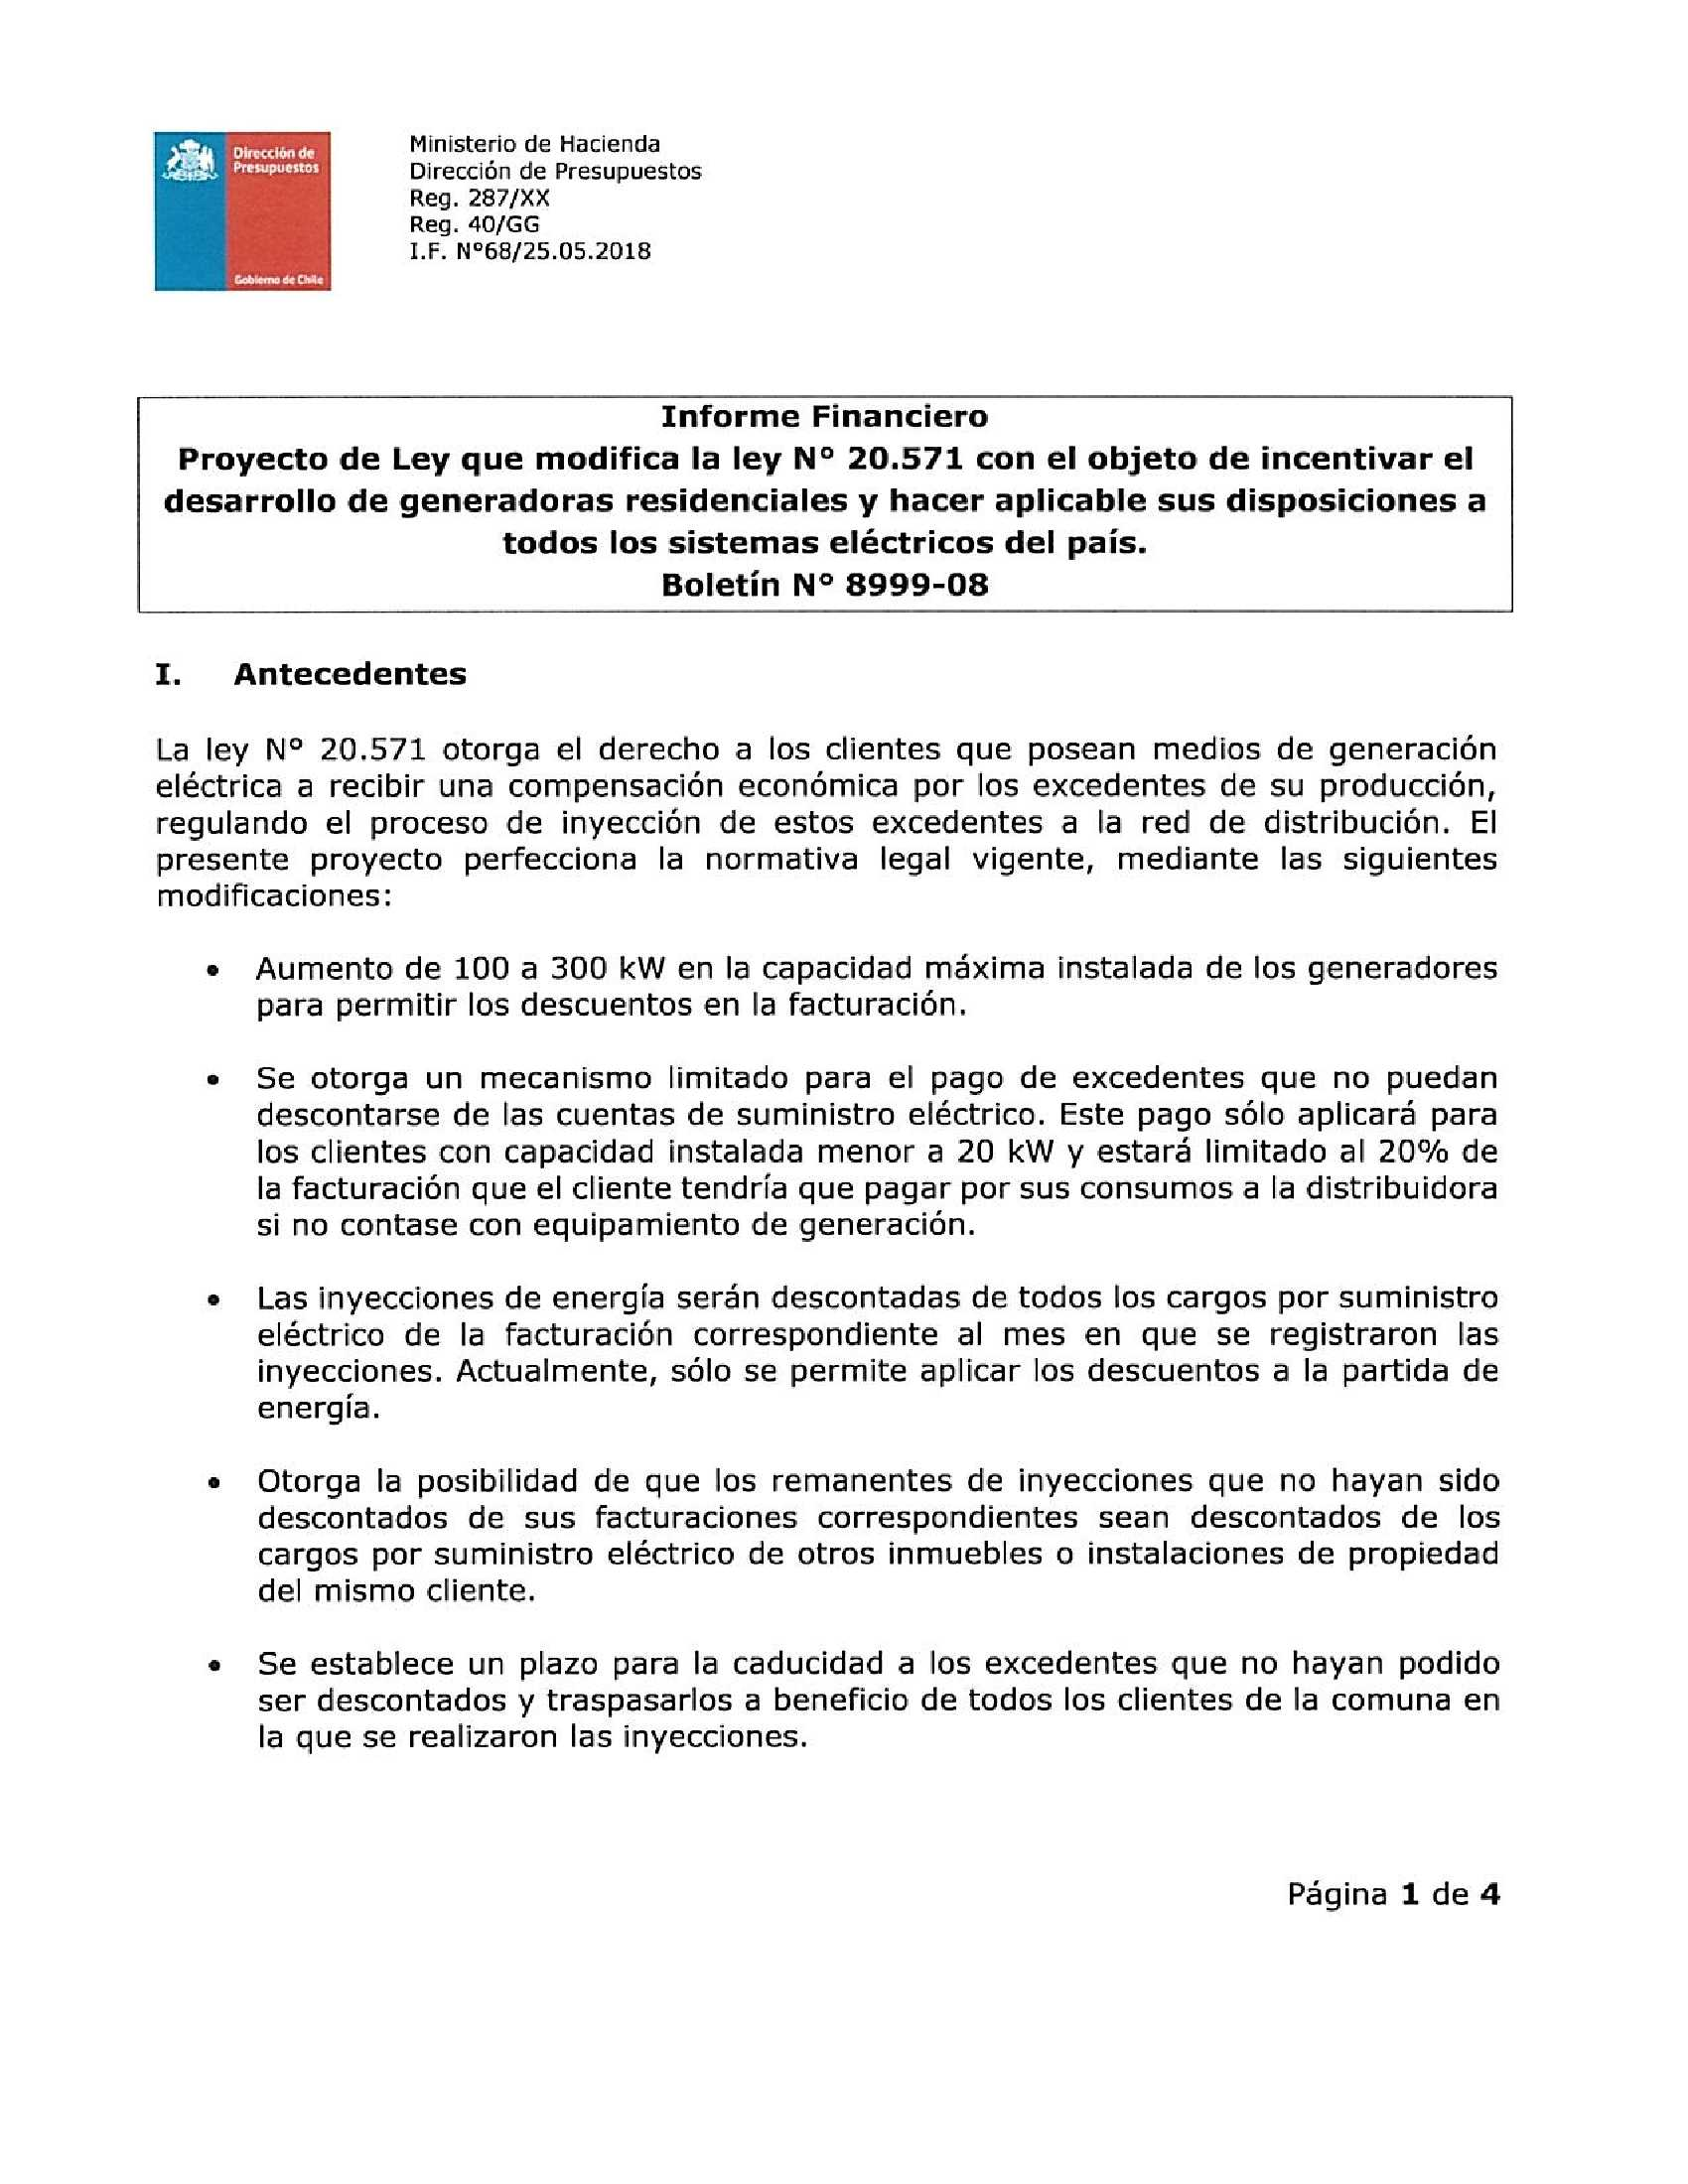 Dirección de
Presupuestos
Gobierno de Chile
Ministerio de Hacienda
Dirección de Presupuestos
Reg. 287/XX
Reg. 40/GG
I.F. N°68/25.05.2018
Informe Financiero
Proyecto de Ley que modifica la ley N° 20.571 con el objeto de incentivar el
desarrollo de generadoras residenciales y hacer aplicable sus disposiciones a
todos los sistemas eléctricos del país.
Boletín N° 8999-08
I. Antecedentes
La ley N° 20.571 otorga el derecho a los clientes que posean medios de generación
eléctrica a recibir una compensación económica por los excedentes de su producción,
regulando el proceso de inyección de estos excedentes a la red de distribución. El
presente proyecto perfecciona la normativa legal vigente, mediante las siguientes
modificaciones:
• Aumento de 100 a 300 kW en la capacidad máxima instalada de los generadores
para permitir los descuentos en la facturación.
• Se otorga un mecanismo limitado para el pago de excedentes que no puedan
descontarse de las cuentas de suministro eléctrico. Este pago sólo aplicará para
los clientes con capacidad instalada menor a 20 kW y estará limitado al 20% de
la facturación que el cliente tendría que pagar por sus consumos a la distribuidora
si no contase con equipamiento de generación.
• Las inyecciones de energía serán descontadas de todos los cargos por suministro
eléctrico de la facturación correspondiente al mes en que se registraron las
inyecciones. Actualmente, sólo se permite aplicar los descuentos a la partida de
energía.
• Otorga la posibilidad de que los remanentes de inyecciones que no hayan sido
descontados de sus facturaciones correspondientes sean descontados de los
cargos por suministro eléctrico de otros inmuebles o instalaciones de propiedad
del mismo cliente.
• Se establece un plazo para la caducidad a los excedentes que no hayan podido
ser descontados y traspasarlos a beneficio de todos los clientes de la comuna en
la que se realizaron las inyecciones.
Página 1 de 4